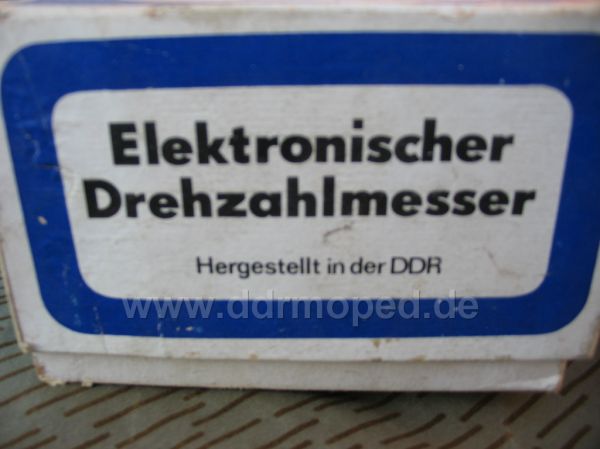 Elektronischer
Drehzahlmesser
Hergestellt in der DDR
www.ddrmoped.de